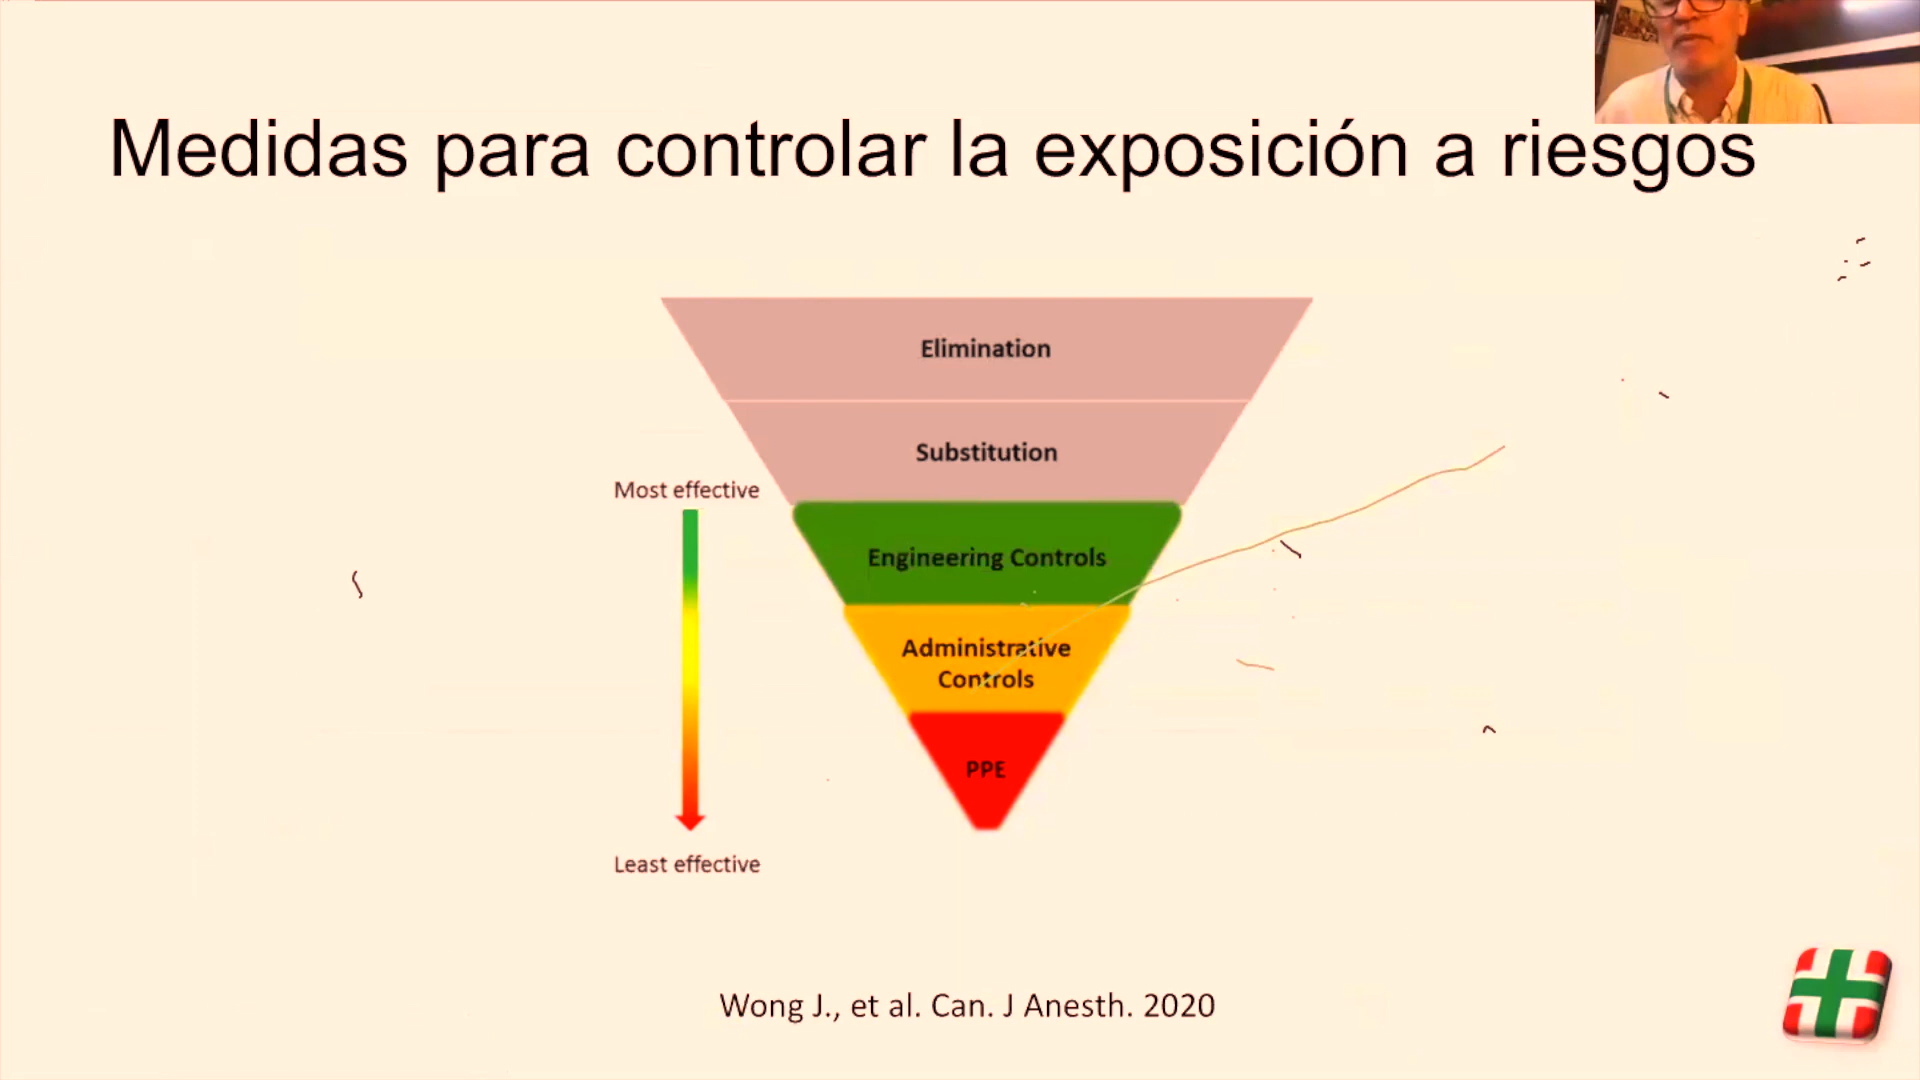 Medidas para controlar la exposición a riesgos
Elimination
Substitution
Most effective
Engineering Controls
Administrative
Controls
PPE
Least effective
Wong J., et al. Can. J Anesth. 2020